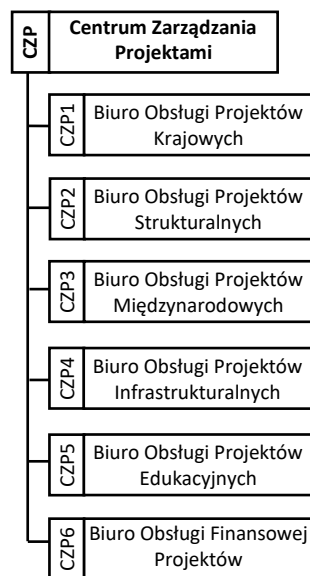 CZP
Centrum Zarządzania
Projektami
CZP1
Biuro Obsługi Projektów
Krajowych
CZP2
Biuro Obsługi Projektów
Strukturalnych
CZP3
Biuro Obsługi Projektów
Międzynarodowych
CZP4
Biuro Obsługi Projektów
Infrastrukturalnych
CZP5
Biuro Obsługi Projektów
Edukacyjnych
CZP6
Biuro Obsługi Finansowej
Projektów